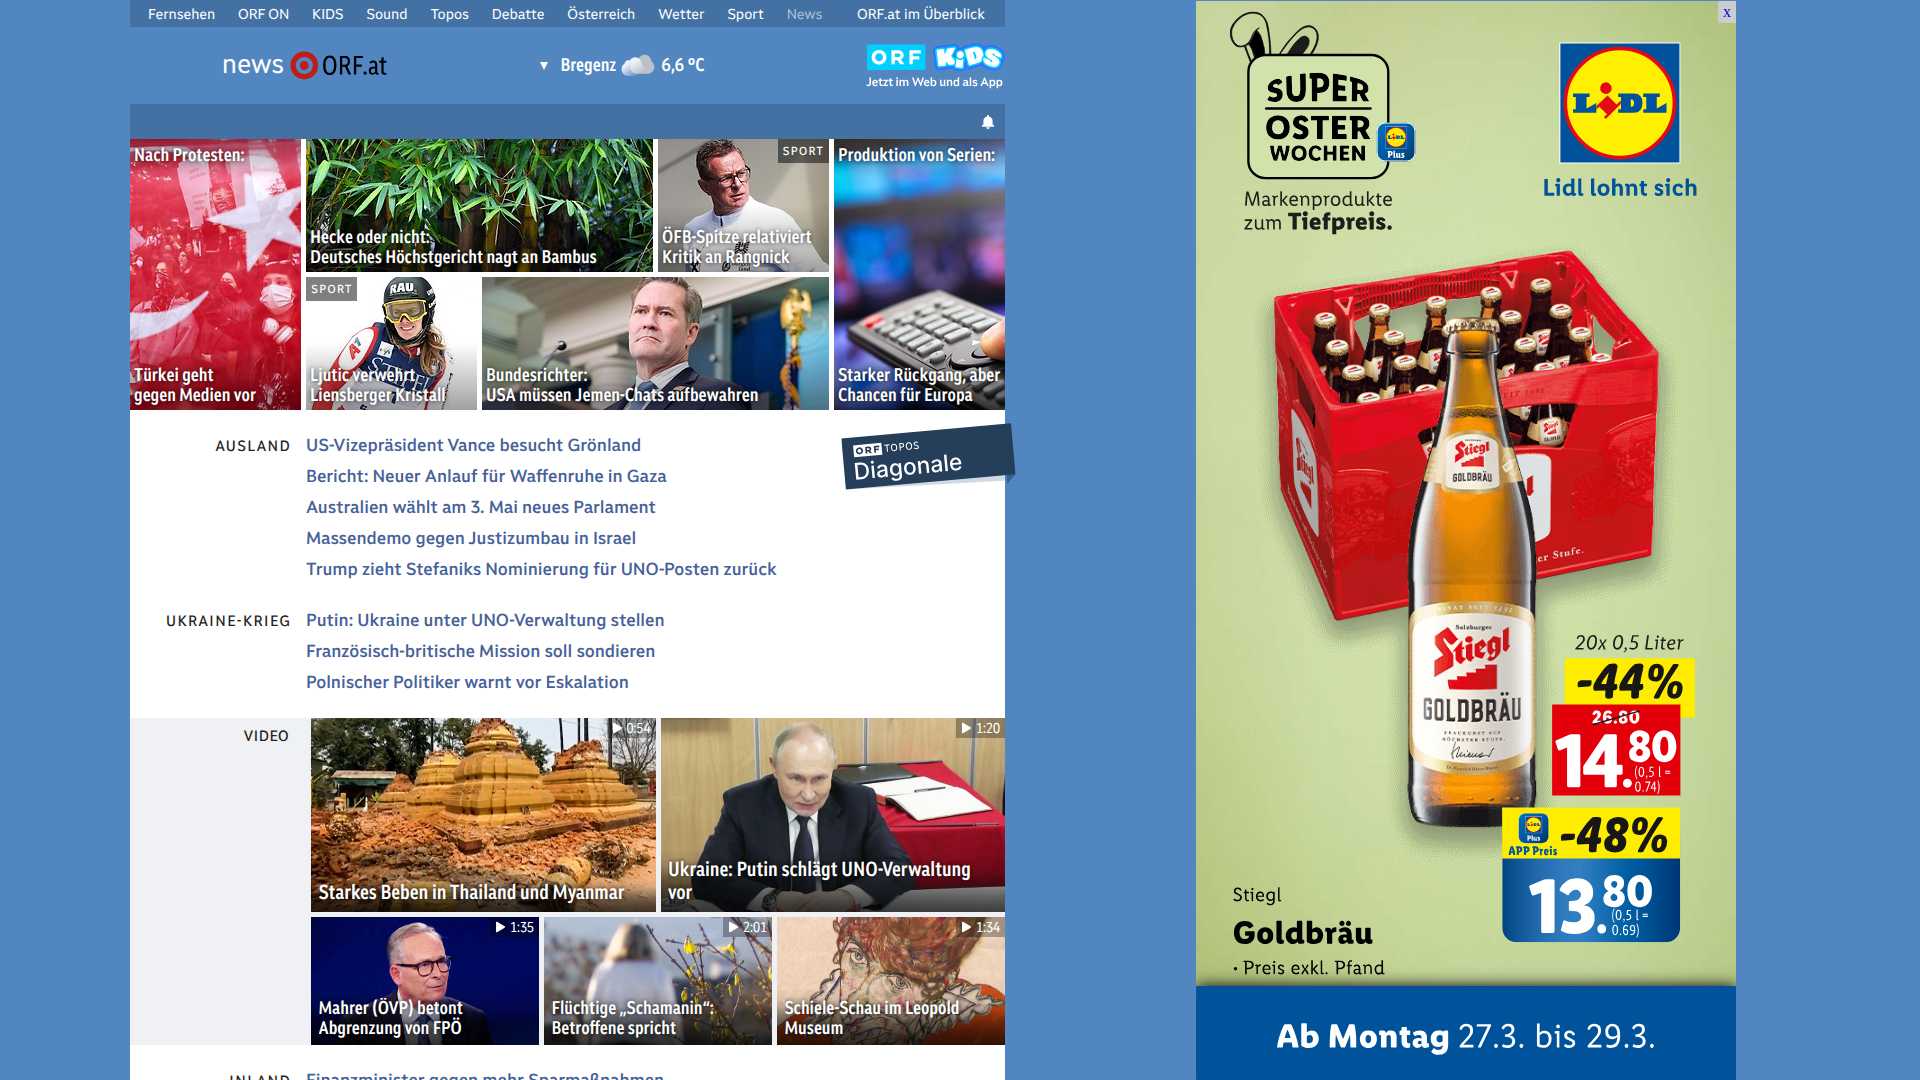 Fernsehen ORF ON KIDS Sound Topos Debatte Österreich Wetter Sport News ORF.at im Überblick
news ORF.at
▼ Bregenz 6,6 °C
ORF KiDS
Jetzt im Web und als App
Nach Protesten:
Türkei geht
gegen Medien vor
Hecke oder nicht:
Deutsches Höchstgericht nagt an Bambus
SPORT
ÖFB-Spitze relativiert
Kritik an Rangnick
Produktion von Serien:
Starker Rückgang, aber
Chancen für Europa
SPORT
RAU
Ljutic verwehrt
Liensberger Kristall
Bundesrichter:
USA müssen Jemen-Chats aufbewahren
AUSLAND
US-Vizepräsident Vance besucht Grönland
Bericht: Neuer Anlauf für Waffenruhe in Gaza
Australien wählt am 3. Mai neues Parlament
Massendemo gegen Justizumbau in Israel
Trump zieht Stefaniks Nominierung für UNO-Posten zurück
ORF TOPOS
Diagonale
UKRAINE-KRIEG
Putin: Ukraine unter UNO-Verwaltung stellen
Französisch-britische Mission soll sondieren
Polnischer Politiker warnt vor Eskalation
VIDEO
0:54
Starkes Beben in Thailand und Myanmar
1:20
Ukraine: Putin schlägt UNO-Verwaltung
vor
1:35
Mahrer (ÖVP) betont
Abgrenzung von FPÖ
2:01
Flüchtige „Schamanin“:
Betroffene spricht
1:34
Schiele-Schau im Leopold
Museum
INLAND
Finanzminister gegen mehr Sparmaßnahmen
x
SUPER
OSTER
WOCHEN
LiDL
Plus
LiDL
Lidl lohnt sich
Markenprodukte
zum Tiefpreis.
Stiegl
GOLDBRÄU
er Stufe.
Salzburger
Stiegl
GOLDBRÄU
BRAUKUNST AUF
HÖCHSTER STUFE.
20x 0,5 Liter
-44%
26.80
14.80
(0,5 l =
0.74)
Plus
APP Preis
-48%
13.80
(0,5 l =
0.69)
Stiegl
Goldbräu
• Preis exkl. Pfand
Ab Montag 27.3. bis 29.3.